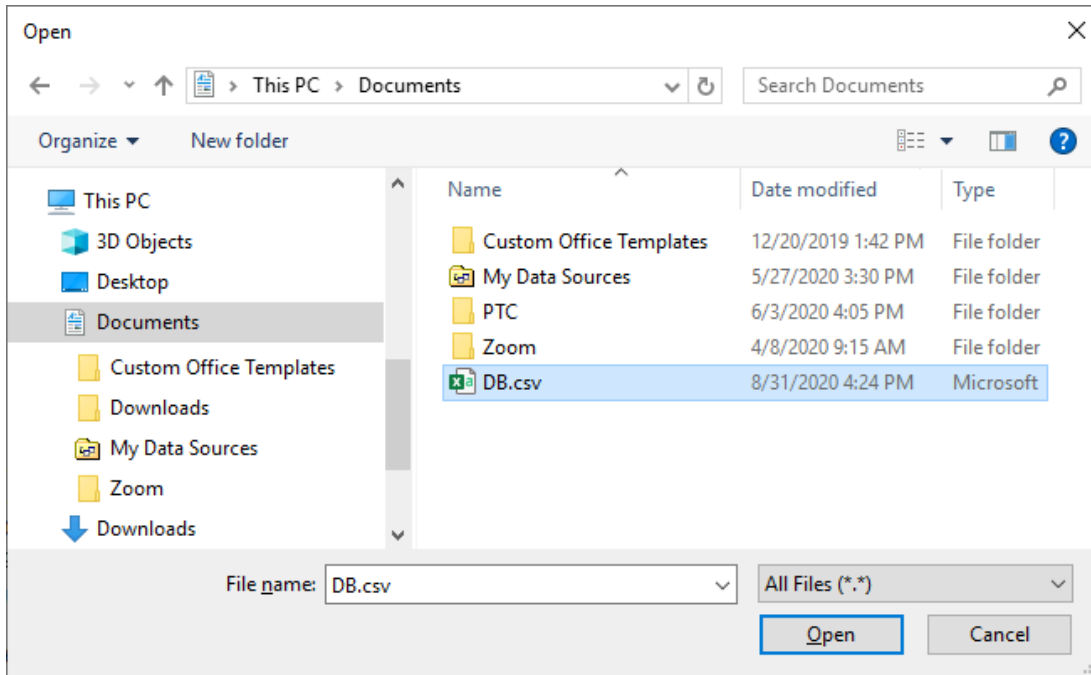 Open
This PC > Documents
Search Documents
Organize
New folder
?
This PC
3D Objects
Desktop
Documents
Custom Office Templates
Downloads
My Data Sources
Zoom
Downloads
Name Date modified Type
Custom Office Templates 12/20/2019 1:42 PM File folder
My Data Sources 5/27/2020 3:30 PM File folder
PTC 6/3/2020 4:05 PM File folder
Zoom 4/8/2020 9:15 AM File folder
DB.csv 8/31/2020 4:24 PM Microsoft
File name: DB.csv
All Files (*.*)
Open Cancel